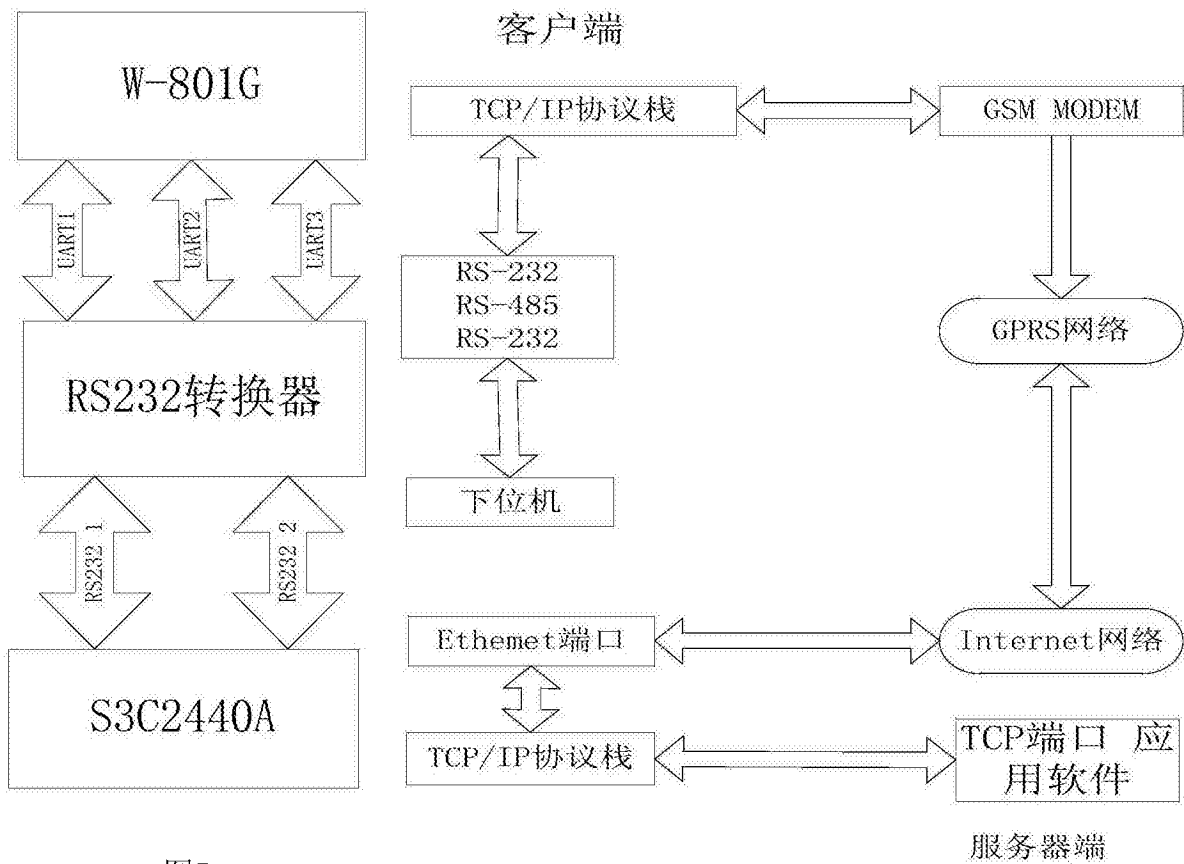 W-801G
UART1
UART2
UART3
RS232转换器
RS232 1
RS232 2
S3C2440A
客户端
TCP/IP协议栈
GSM MODEM
RS-232
RS-485
RS-232
GPRS网络
下位机
Ethemet端口
Internet网络
TCP/IP协议栈
TCP端口 应
用软件
服务器端